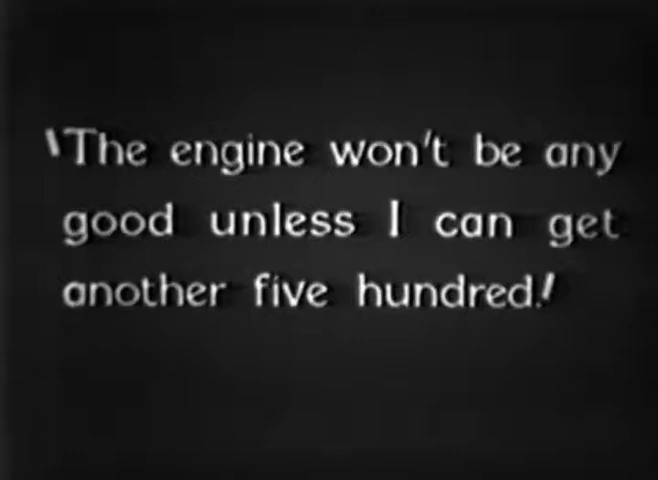 'The engine won't be any
good unless I can get
another five hundred.'